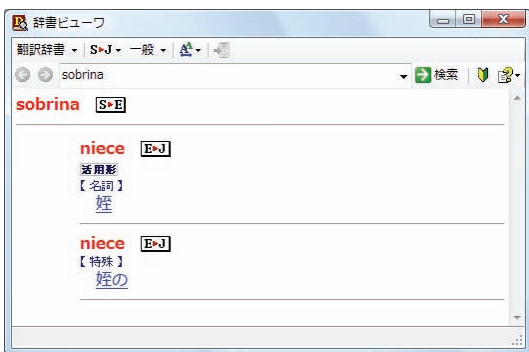 辞書ビューワ
翻訳辞書 S▸J 一般
sobrina 検索
sobrina S▸E
niece E▸J
活用形
【 名詞 】
姪
niece E▸J
【 特殊 】
姪の